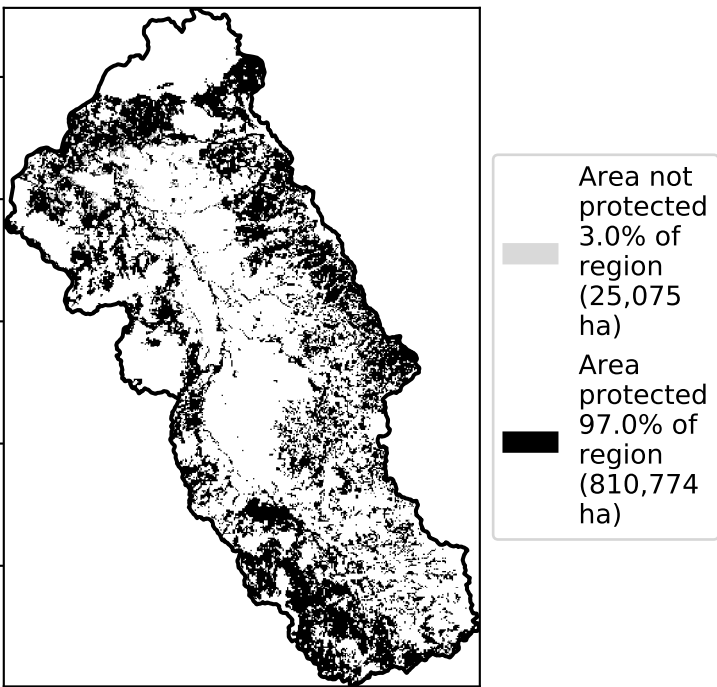 Area not
protected
3.0% of
region
(25,075
ha)
Area
protected
97.0% of
region
(810,774
ha)